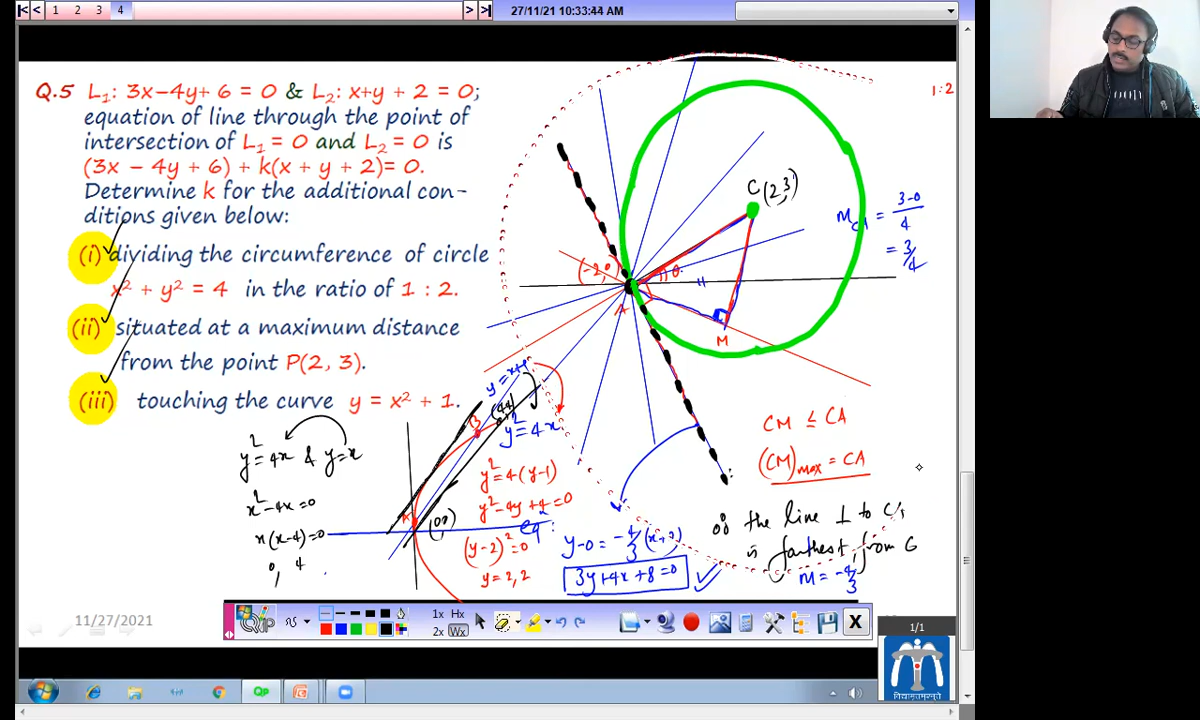 1 2 3 4
27/11/21 10:33:44 AM
Q.5 L₁: 3x−4y+ 6 = 0 & L₂: x+y + 2 = 0;
equation of line through the point of
intersection of L₁ = 0 and L₂ = 0 is
(3x − 4y + 6) + k(x + y + 2)= 0.
Determine k for the additional con-
ditions given below:
(i) dividing the circumference of circle
x² + y² = 4 in the ratio of 1 : 2.
(ii) situated at a maximum distance
from the point P(2, 3).
(iii) touching the curve y = x² + 1.
1:2
C (2,3)
= 3-0/4
= 3/4
(-2,0)
θ
A
M
CM ≤ CA
(CM)max = CA
the line ⊥ to CA
is farthest from C
m = -4/3
y² = 4x & y=x
x²-4x=0
x(x-4)=0
0, 4
B
(4,4)
y²=4x
(0,0)
y²=4(y-1)
y²-4y+4=0
(y-2)²=0
y=2,2
3y+4x+8=0
11/27/2021
1x Hx
2x Wx
X
1/1
QP